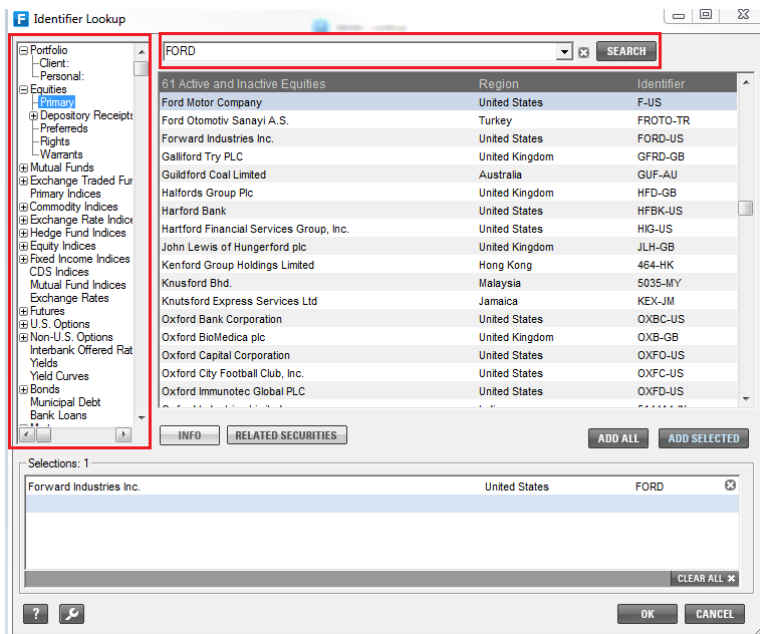 F Identifier Lookup
Portfolio
Client:
Personal:
Equities
Primary
Depository Receipts
Preferreds
Rights
Warrants
Mutual Funds
Exchange Traded Fur
Primary Indices
Commodity Indices
Exchange Rate Indice
Hedge Fund Indices
Equity Indices
Fixed Income Indices
CDS Indices
Mutual Fund Indices
Exchange Rates
Futures
U.S. Options
Non-U.S. Options
Interbank Offered Rat
Yields
Yield Curves
Bonds
Municipal Debt
Bank Loans
FORD SEARCH
61 Active and Inactive Equities Region Identifier
Ford Motor Company United States F-US
Ford Otomotiv Sanayi A.S. Turkey FROTO-TR
Forward Industries Inc. United States FORD-US
Galliford Try PLC United Kingdom GFRD-GB
Guildford Coal Limited Australia GUF-AU
Halfords Group Plc United Kingdom HFD-GB
Harford Bank United States HFBK-US
Hartford Financial Services Group, Inc. United States HIG-US
John Lewis of Hungerford plc United Kingdom JLH-GB
Kenford Group Holdings Limited Hong Kong 464-HK
Knusford Bhd. Malaysia 5035-MY
Knutsford Express Services Ltd Jamaica KEX-JM
Oxford Bank Corporation United States OXBC-US
Oxford BioMedica plc United Kingdom OXB-GB
Oxford Capital Corporation United States OXFO-US
Oxford City Football Club, Inc. United States OXFC-US
Oxford Immunotec Global PLC United States OXFD-US
INFO RELATED SECURITIES ADD ALL ADD SELECTED
Selections: 1
Forward Industries Inc. United States FORD
CLEAR ALL
? OK CANCEL